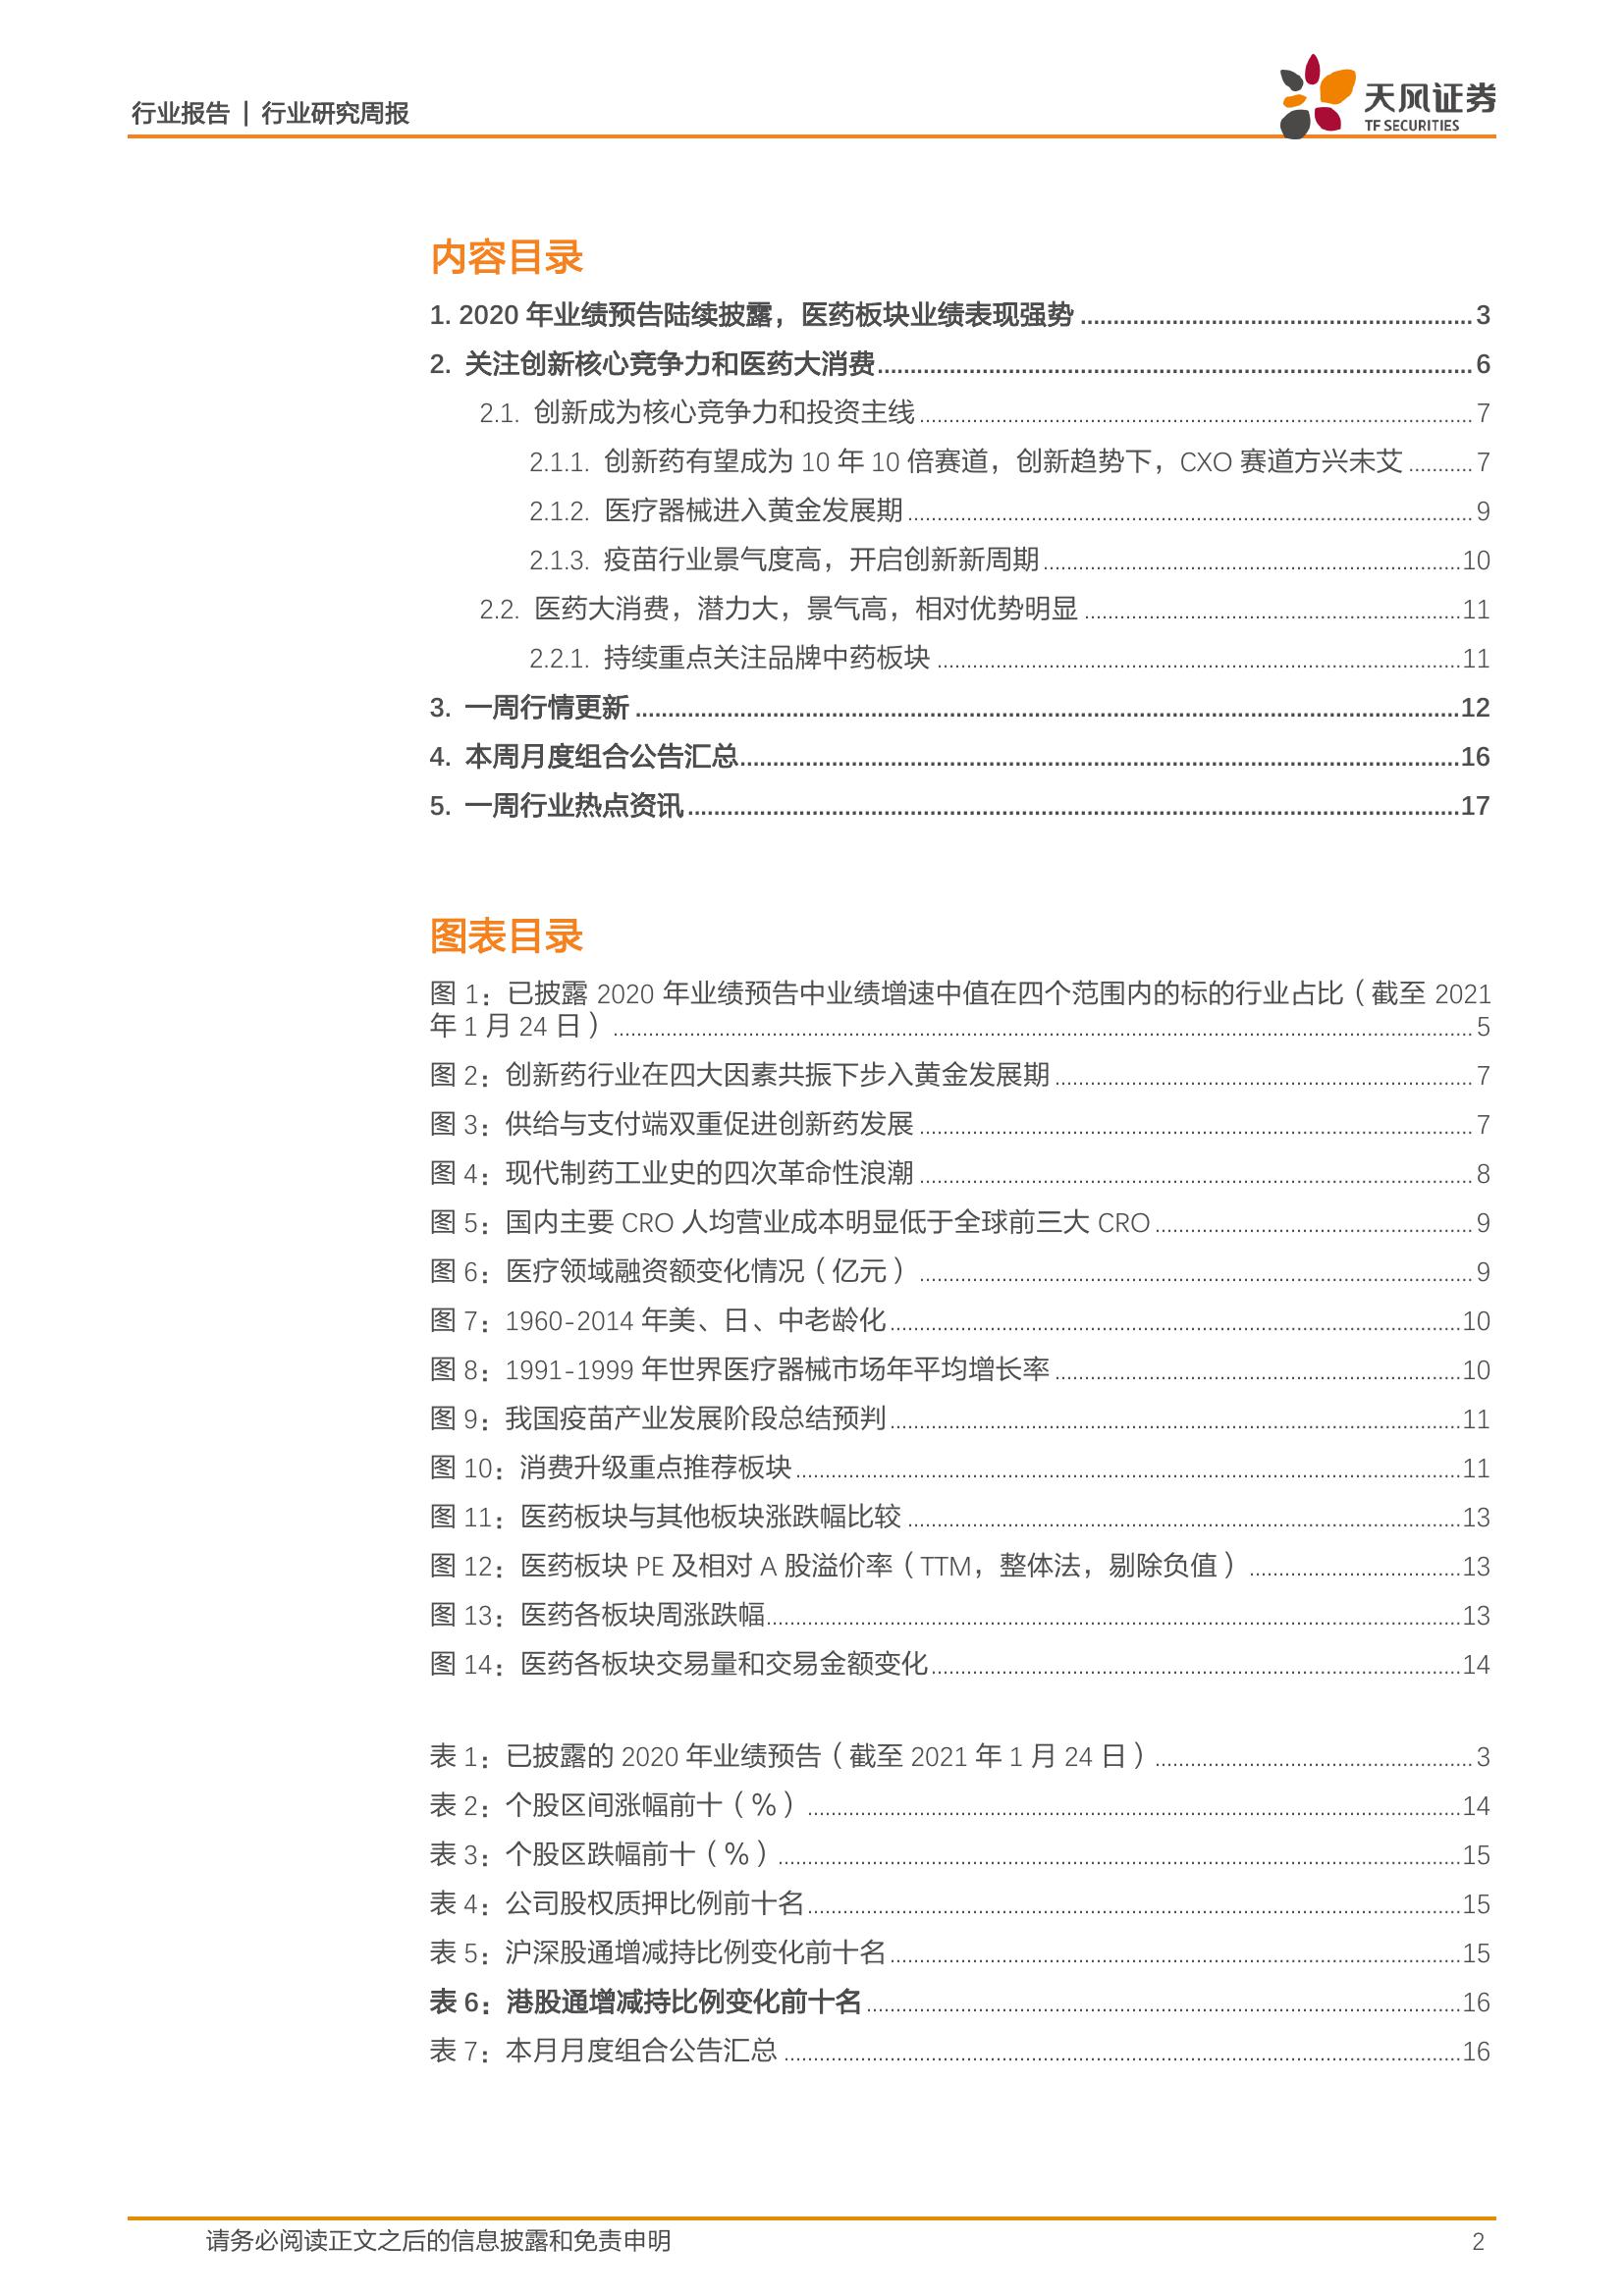 行业报告 | 行业研究周报
天风证券
TF SECURITIES
内容目录
1. 2020 年业绩预告陆续披露，医药板块业绩表现强势 3
2. 关注创新核心竞争力和医药大消费 6
2.1. 创新成为核心竞争力和投资主线 7
2.1.1. 创新药有望成为 10 年 10 倍赛道，创新趋势下，CXO 赛道方兴未艾 7
2.1.2. 医疗器械进入黄金发展期 9
2.1.3. 疫苗行业景气度高，开启创新新周期 10
2.2. 医药大消费，潜力大，景气高，相对优势明显 11
2.2.1. 持续重点关注品牌中药板块 11
3. 一周行情更新 12
4. 本周月度组合公告汇总 16
5. 一周行业热点资讯 17
图表目录
图 1：已披露 2020 年业绩预告中业绩增速中值在四个范围内的标的行业占比（截至 2021
年 1 月 24 日） 5
图 2：创新药行业在四大因素共振下步入黄金发展期 7
图 3：供给与支付端双重促进创新药发展 7
图 4：现代制药工业史的四次革命性浪潮 8
图 5：国内主要 CRO 人均营业成本明显低于全球前三大 CRO 9
图 6：医疗领域融资额变化情况（亿元） 9
图 7：1960-2014 年美、日、中老龄化 10
图 8：1991-1999 年世界医疗器械市场年平均增长率 10
图 9：我国疫苗产业发展阶段总结预判 11
图 10：消费升级重点推荐板块 11
图 11：医药板块与其他板块涨跌幅比较 13
图 12：医药板块 PE 及相对 A 股溢价率（TTM，整体法，剔除负值） 13
图 13：医药各板块周涨跌幅 13
图 14：医药各板块交易量和交易金额变化 14
表 1：已披露的 2020 年业绩预告（截至 2021 年 1 月 24 日） 3
表 2：个股区间涨幅前十（%） 14
表 3：个股区跌幅前十（%） 15
表 4：公司股权质押比例前十名 15
表 5：沪深股通增减持比例变化前十名 15
表 6：港股通增减持比例变化前十名 16
表 7：本月月度组合公告汇总 16
请务必阅读正文之后的信息披露和免责申明 2